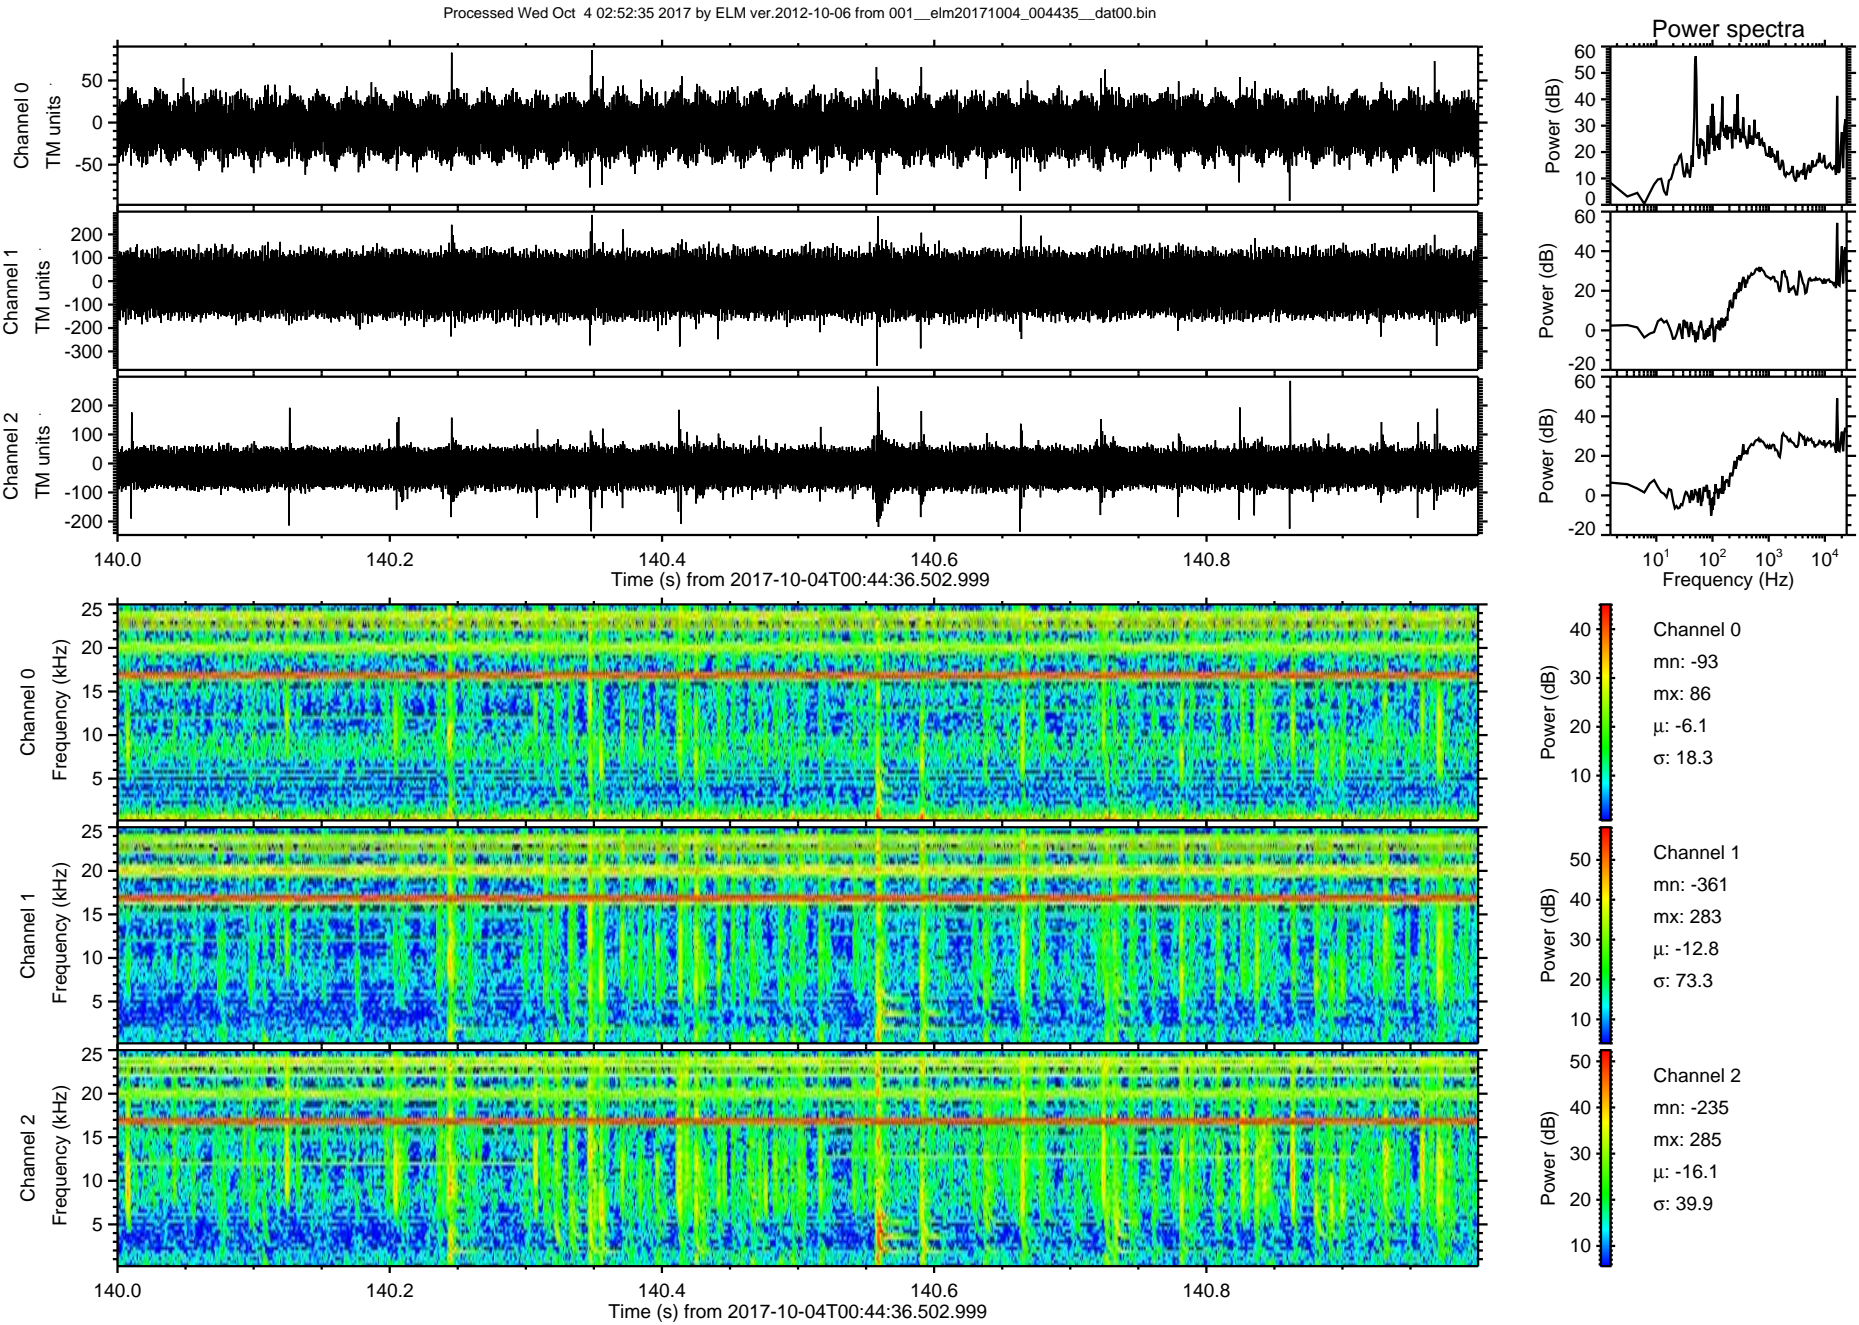 Processed Wed Oct  4 02:52:35 2017 by ELM ver.2012-10-06 from 001__elm20171004_004435__dat00.bin
Power spectra
Channel 0
TM units
50
0
-50
Power (dB)
60
50
40
30
20
10
0
Channel 1
TM units
200
100
0
-100
-200
-300
Power (dB)
60
40
20
0
-20
Channel 2
TM units
200
100
0
-100
-200
Power (dB)
60
40
20
0
-20
140.0 140.2 140.4 140.6 140.8
Time (s) from 2017-10-04T00:44:36.502.999
10^1 10^2 10^3 10^4
Frequency (Hz)
Channel 0
Frequency (kHz)
25
20
15
10
5
Power (dB)
40
30
20
10
Channel 0
mn: -93
mx: 86
μ: -6.1
σ: 18.3
Channel 1
Frequency (kHz)
25
20
15
10
5
Power (dB)
50
40
30
20
10
Channel 1
mn: -361
mx: 283
μ: -12.8
σ: 73.3
Channel 2
Frequency (kHz)
25
20
15
10
5
Power (dB)
50
40
30
20
10
Channel 2
mn: -235
mx: 285
μ: -16.1
σ: 39.9
140.0 140.2 140.4 140.6 140.8
Time (s) from 2017-10-04T00:44:36.502.999